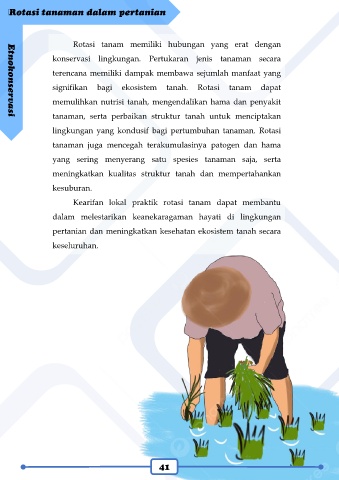 Rotasi tanaman dalam pertanian
Etnokonservasi
Rotasi tanam memiliki hubungan yang erat dengan
konservasi lingkungan. Pertukaran jenis tanaman secara
terencana memiliki dampak membawa sejumlah manfaat yang
signifikan bagi ekosistem tanah. Rotasi tanam dapat
memulihkan nutrisi tanah, mengendalikan hama dan penyakit
tanaman, serta perbaikan struktur tanah untuk menciptakan
lingkungan yang kondusif bagi pertumbuhan tanaman. Rotasi
tanaman juga mencegah terakumulasinya patogen dan hama
yang sering menyerang satu spesies tanaman saja, serta
meningkatkan kualitas struktur tanah dan mempertahankan
kesuburan.
Kearifan lokal praktik rotasi tanam dapat membantu
dalam melestarikan keanekaragaman hayati di lingkungan
pertanian dan meningkatkan kesehatan ekosistem tanah secara
keseluruhan.
41